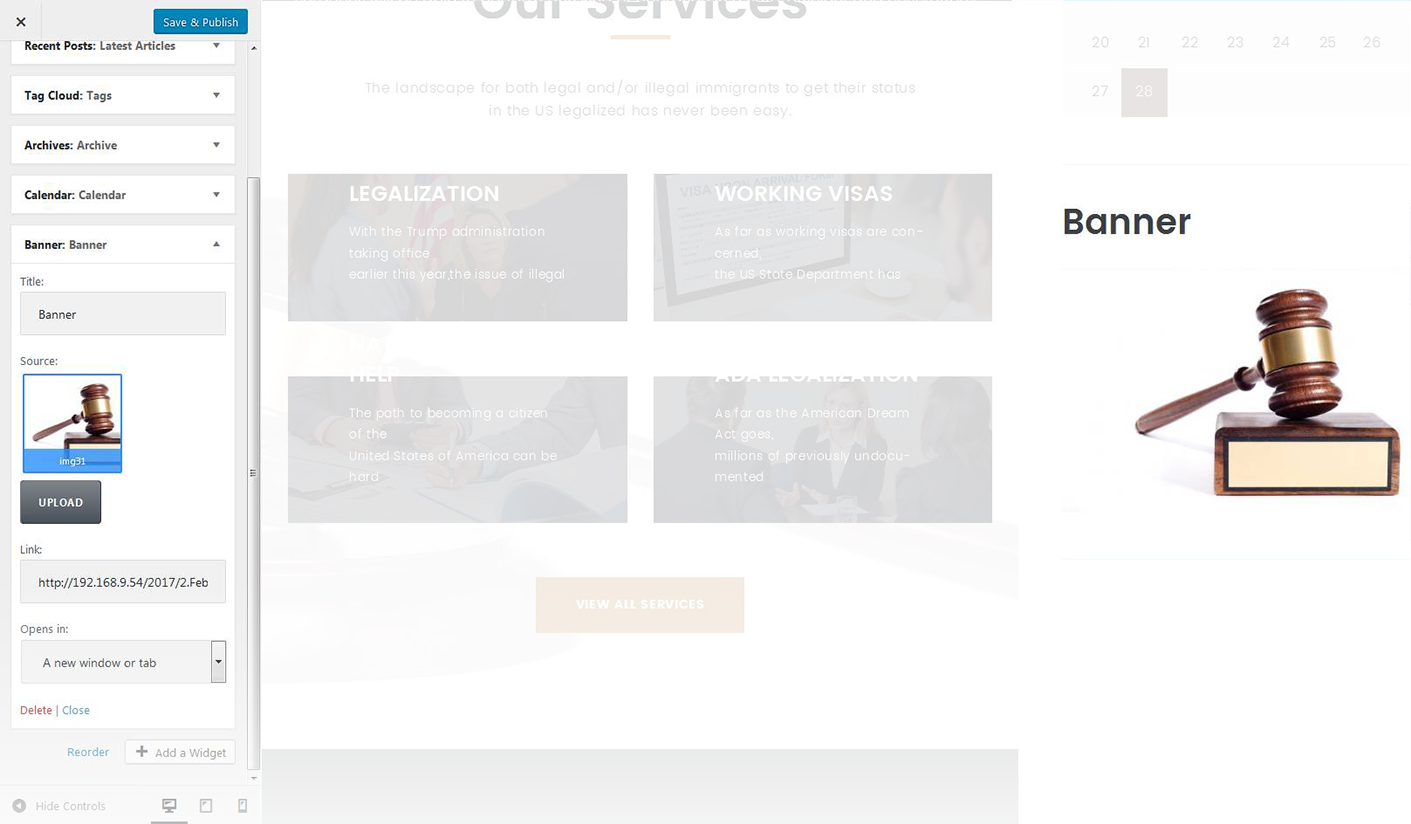 Save & Publish
Recent Posts: Latest Articles
Tag Cloud: Tags
Archives: Archive
Calendar: Calendar
Banner: Banner
Title:
Banner
Source:
img31
UPLOAD
Link:
http://192.168.9.54/2017/2.Feb
Opens in:
A new window or tab
Delete | Close
Reorder
Add a Widget
Hide Controls
Our Services
The landscape for both legal and/or illegal immigrants to get their status
in the US legalized has never been easy.
LEGALIZATION
With the Trump administration
taking office
earlier this year,the issue of illegal
WORKING VISAS
As far as working visas are con-
cerned,
the US State Department has
HELP
The path to becoming a citizen
of the
United States of America can be
hard
ADA LEGALIZATION
As far as the American Dream
Act goes,
millions of previously undocu-
mented
VIEW ALL SERVICES
20 21 22 23 24 25 26
27 28
Banner